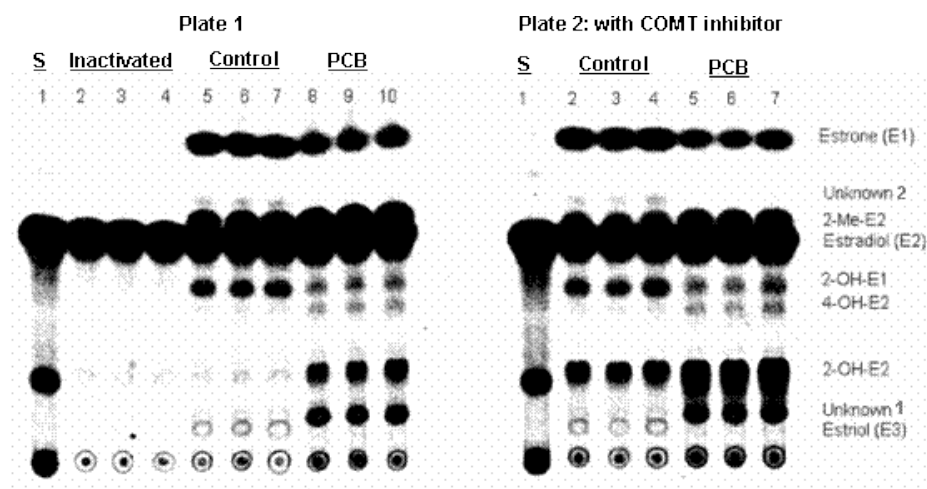 Plate 1
Plate 2: with COMT inhibitor
S Inactivated Control PCB
S Control PCB
1 2 3 4 5 6 7 8 9 10
1 2 3 4 5 6 7
Estrone (E1)
Unknown 2
2-Me-E2
Estradiol (E2)
2-OH-E1
4-OH-E2
2-OH-E2
Unknown 1
Estriol (E3)